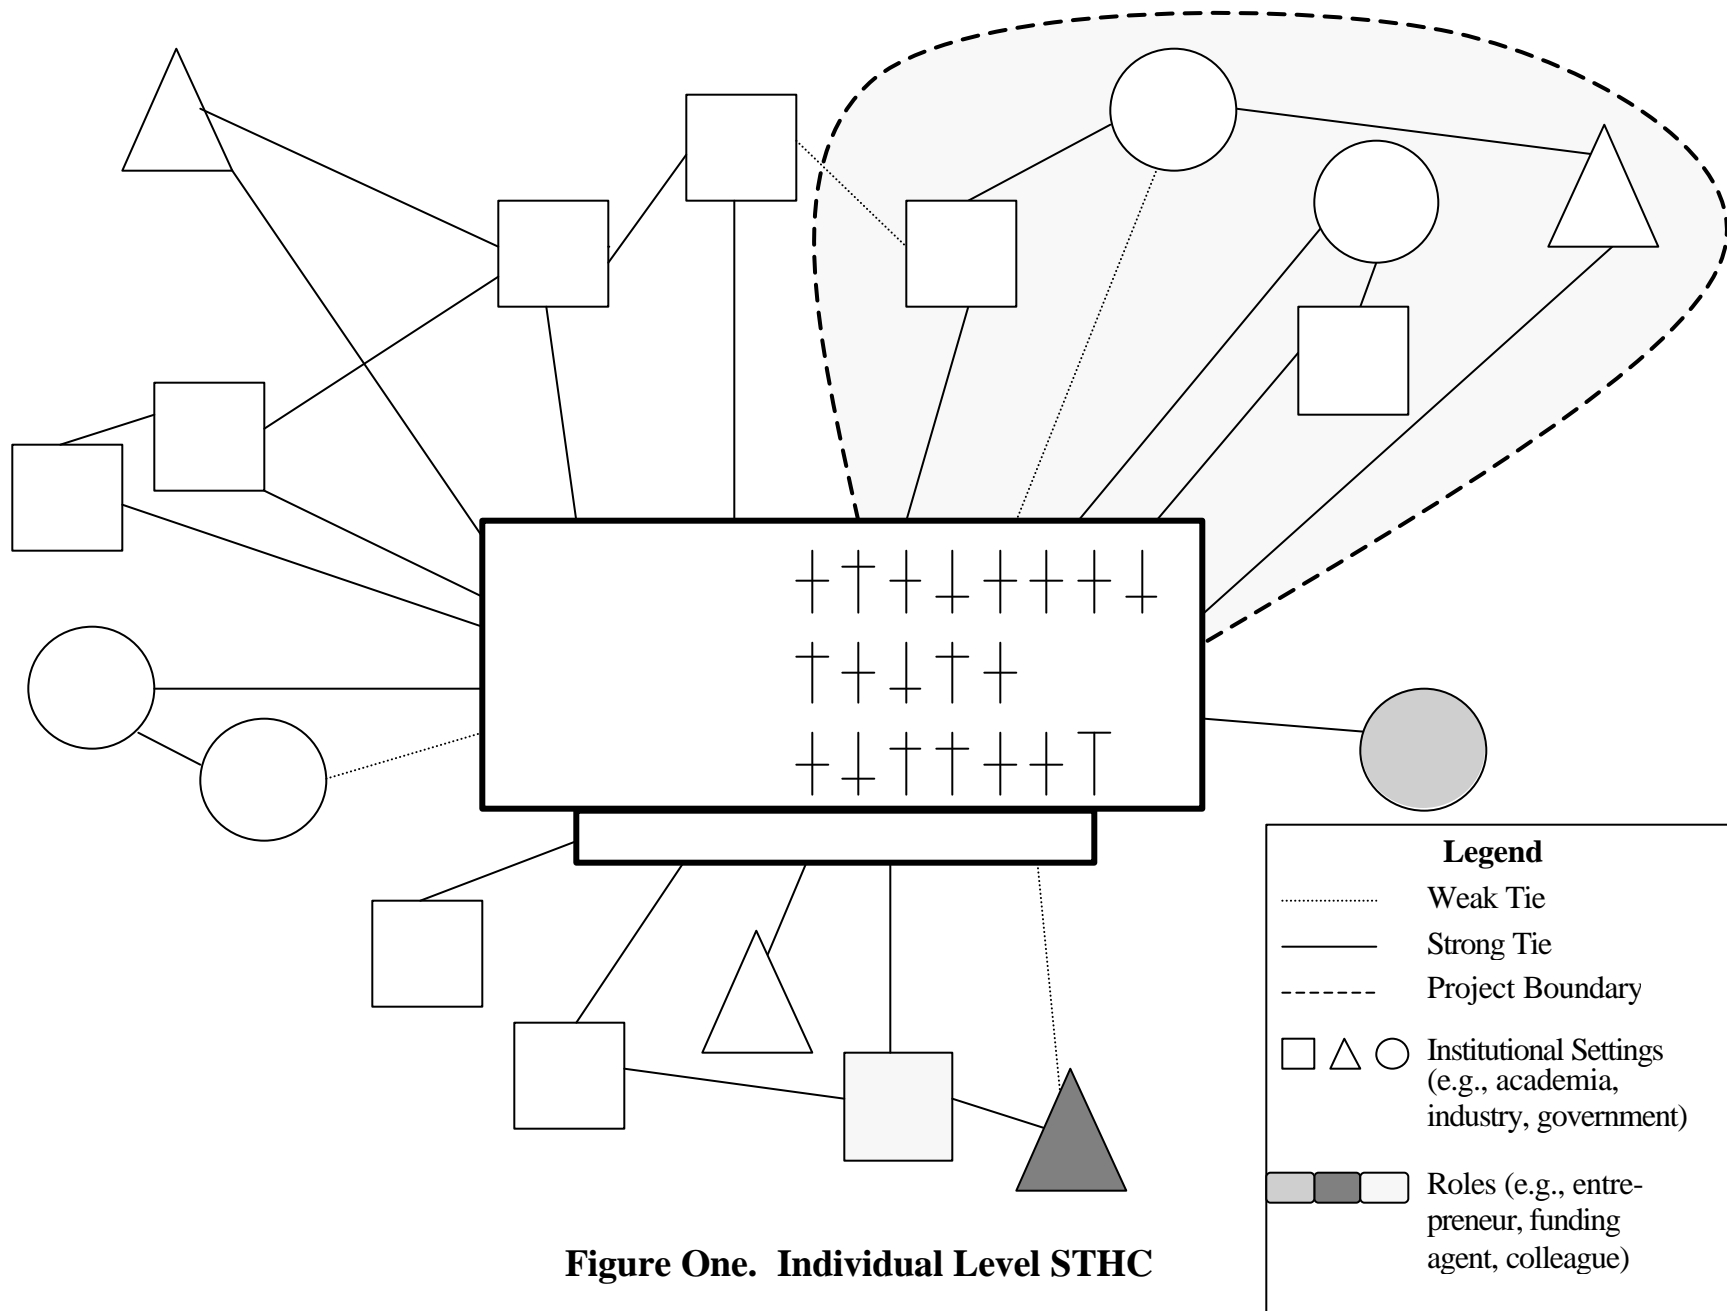 Legend
Weak Tie
Strong Tie
Project Boundary
Institutional Settings
(e.g., academia,
industry, government)
Roles (e.g., entre-
preneur, funding
agent, colleague)
Figure One. Individual Level STHC